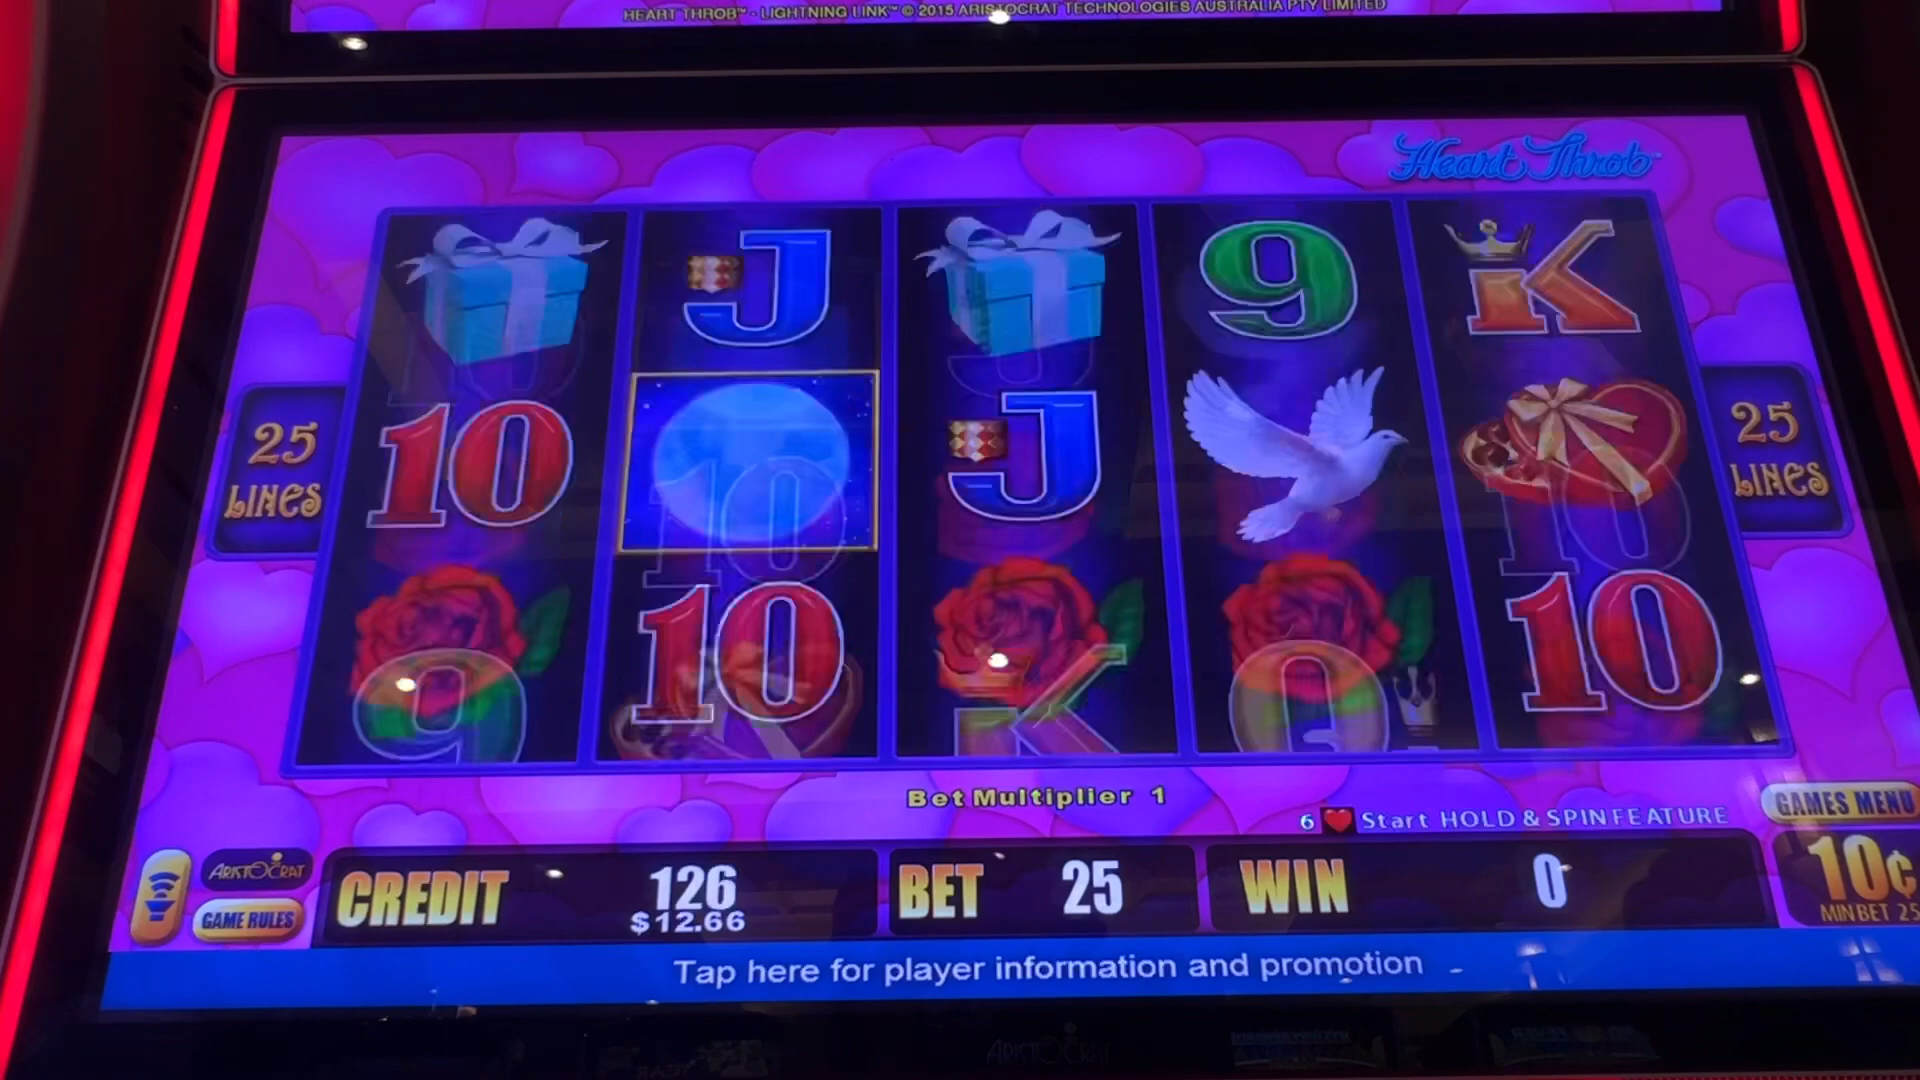 HEART THROB™ - LIGHTNING LINK™ © 2015 ARISTOCRAT TECHNOLOGIES AUSTRALIA PTY LIMITED
Heart Throb
J 9 K
25 LINES
10 J
25 LINES
10 10
9 K
Bet Multiplier 1
6 ❤ Start HOLD & SPIN FEATURE
GAMES MENU
ARISTOCRAT
GAME RULES
CREDIT 126
$12.66
BET 25
WIN 0
10¢
MIN BET 25
Tap here for player information and promotion
ARISTOCRAT